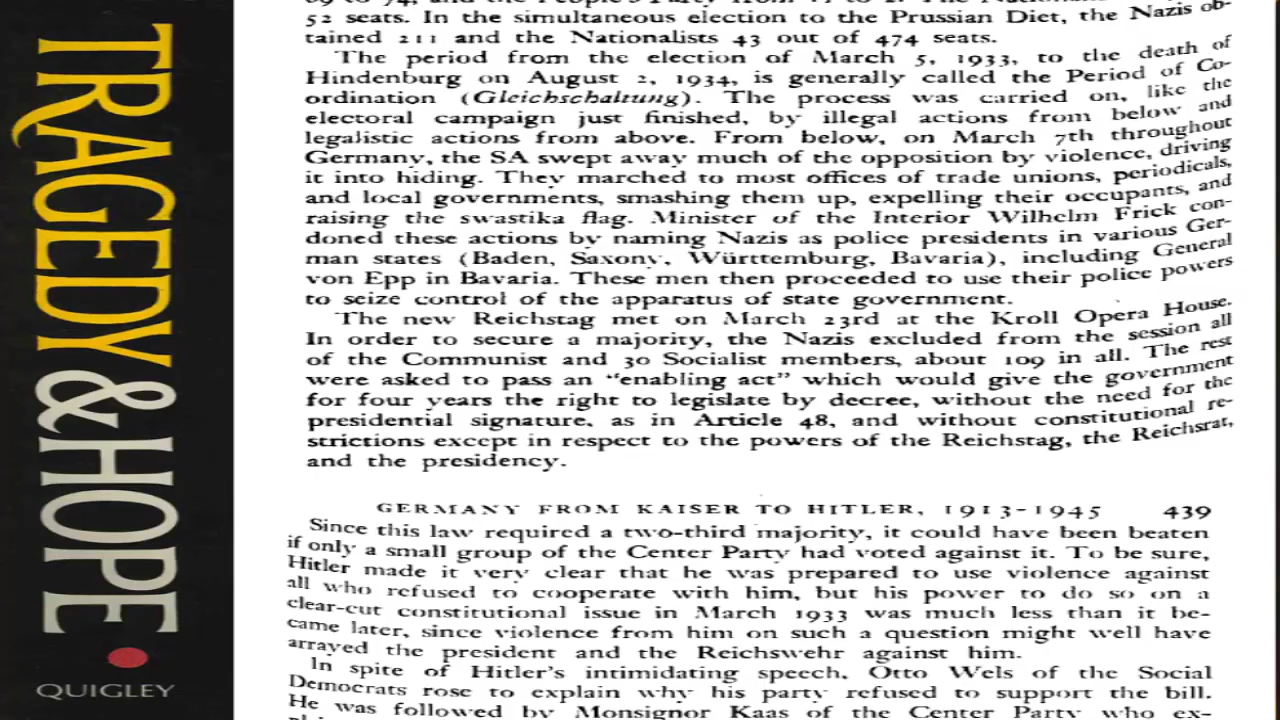 TRAGEDY & HOPE
QUIGLEY
52 seats. In the simultaneous election to the Prussian Diet, the Nazis ob-
tained 211 and the Nationalists 43 out of 474 seats.
The period from the election of March 5, 1933, to the death of
Hindenburg on August 2, 1934, is generally called the Period of Co-
ordination (Gleichschaltung). The process was carried on, like the
electoral campaign just finished, by illegal actions from below and
legalistic actions from above. From below, on March 7th throughout
Germany, the SA swept away much of the opposition by violence, driving
it into hiding. They marched to most offices of trade unions, periodicals,
and local governments, smashing them up, expelling their occupants, and
raising the swastika flag. Minister of the Interior Wilhelm Frick con-
doned these actions by naming Nazis as police presidents in various Ger-
man states (Baden, Saxony, Württemburg, Bavaria), including General
von Epp in Bavaria. These men then proceeded to use their police powers
to seize control of the apparatus of state government.
The new Reichstag met on March 23rd at the Kroll Opera House.
In order to secure a majority, the Nazis excluded from the session all
of the Communist and 30 Socialist members, about 109 in all. The rest
were asked to pass an “enabling act” which would give the government
for four years the right to legislate by decree, without the need for the
presidential signature, as in Article 48, and without constitutional re-
strictions except in respect to the powers of the Reichstag, the Reichsrat,
and the presidency.
GERMANY FROM KAISER TO HITLER, 1913-1945 439
Since this law required a two-third majority, it could have been beaten
if only a small group of the Center Party had voted against it. To be sure,
Hitler made it very clear that he was prepared to use violence against
all who refused to cooperate with him, but his power to do so on a
clear-cut constitutional issue in March 1933 was much less than it be-
came later, since violence from him on such a question might well have
arrayed the president and the Reichswehr against him.
In spite of Hitler's intimidating speech, Otto Wels of the Social
Democrats rose to explain why his party refused to support the bill.
He was followed by Monsignor Kaas of the Center Party who ex-